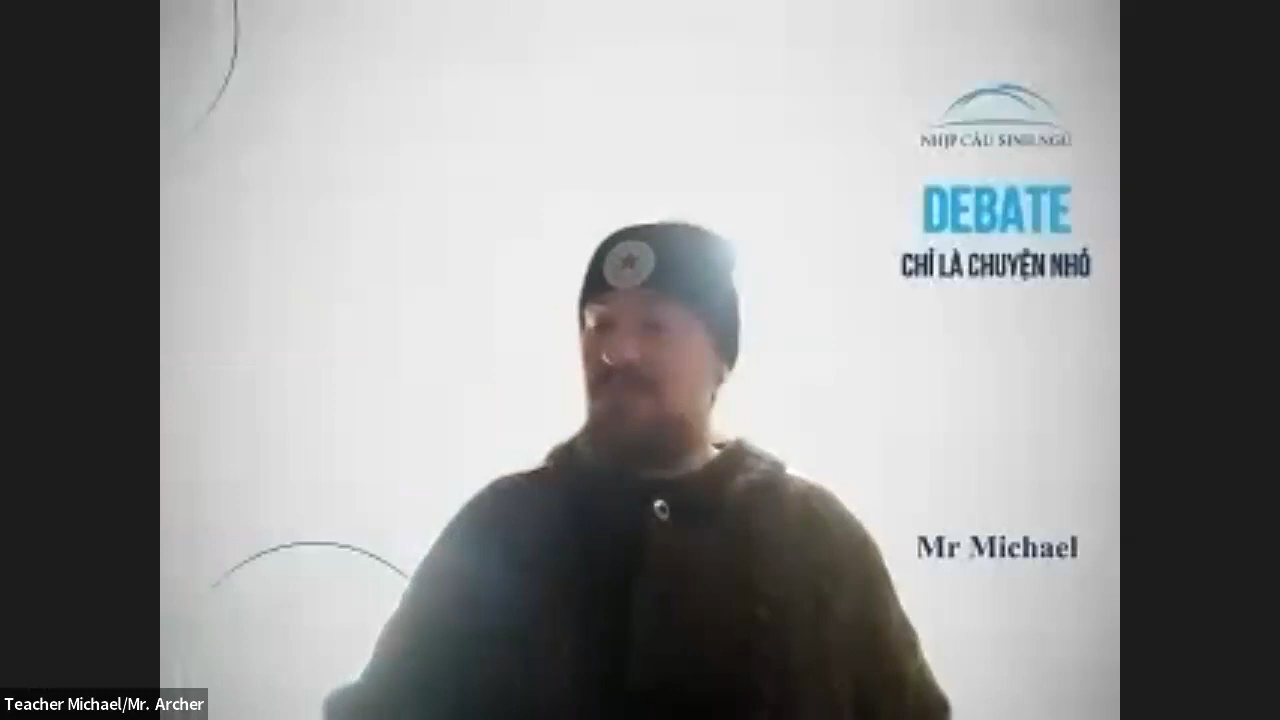 NHỊP CẦU SINH NGỮ
DEBATE
CHỈ LÀ CHUYỆN NHỎ
Mr Michael
Teacher Michael/Mr. Archer